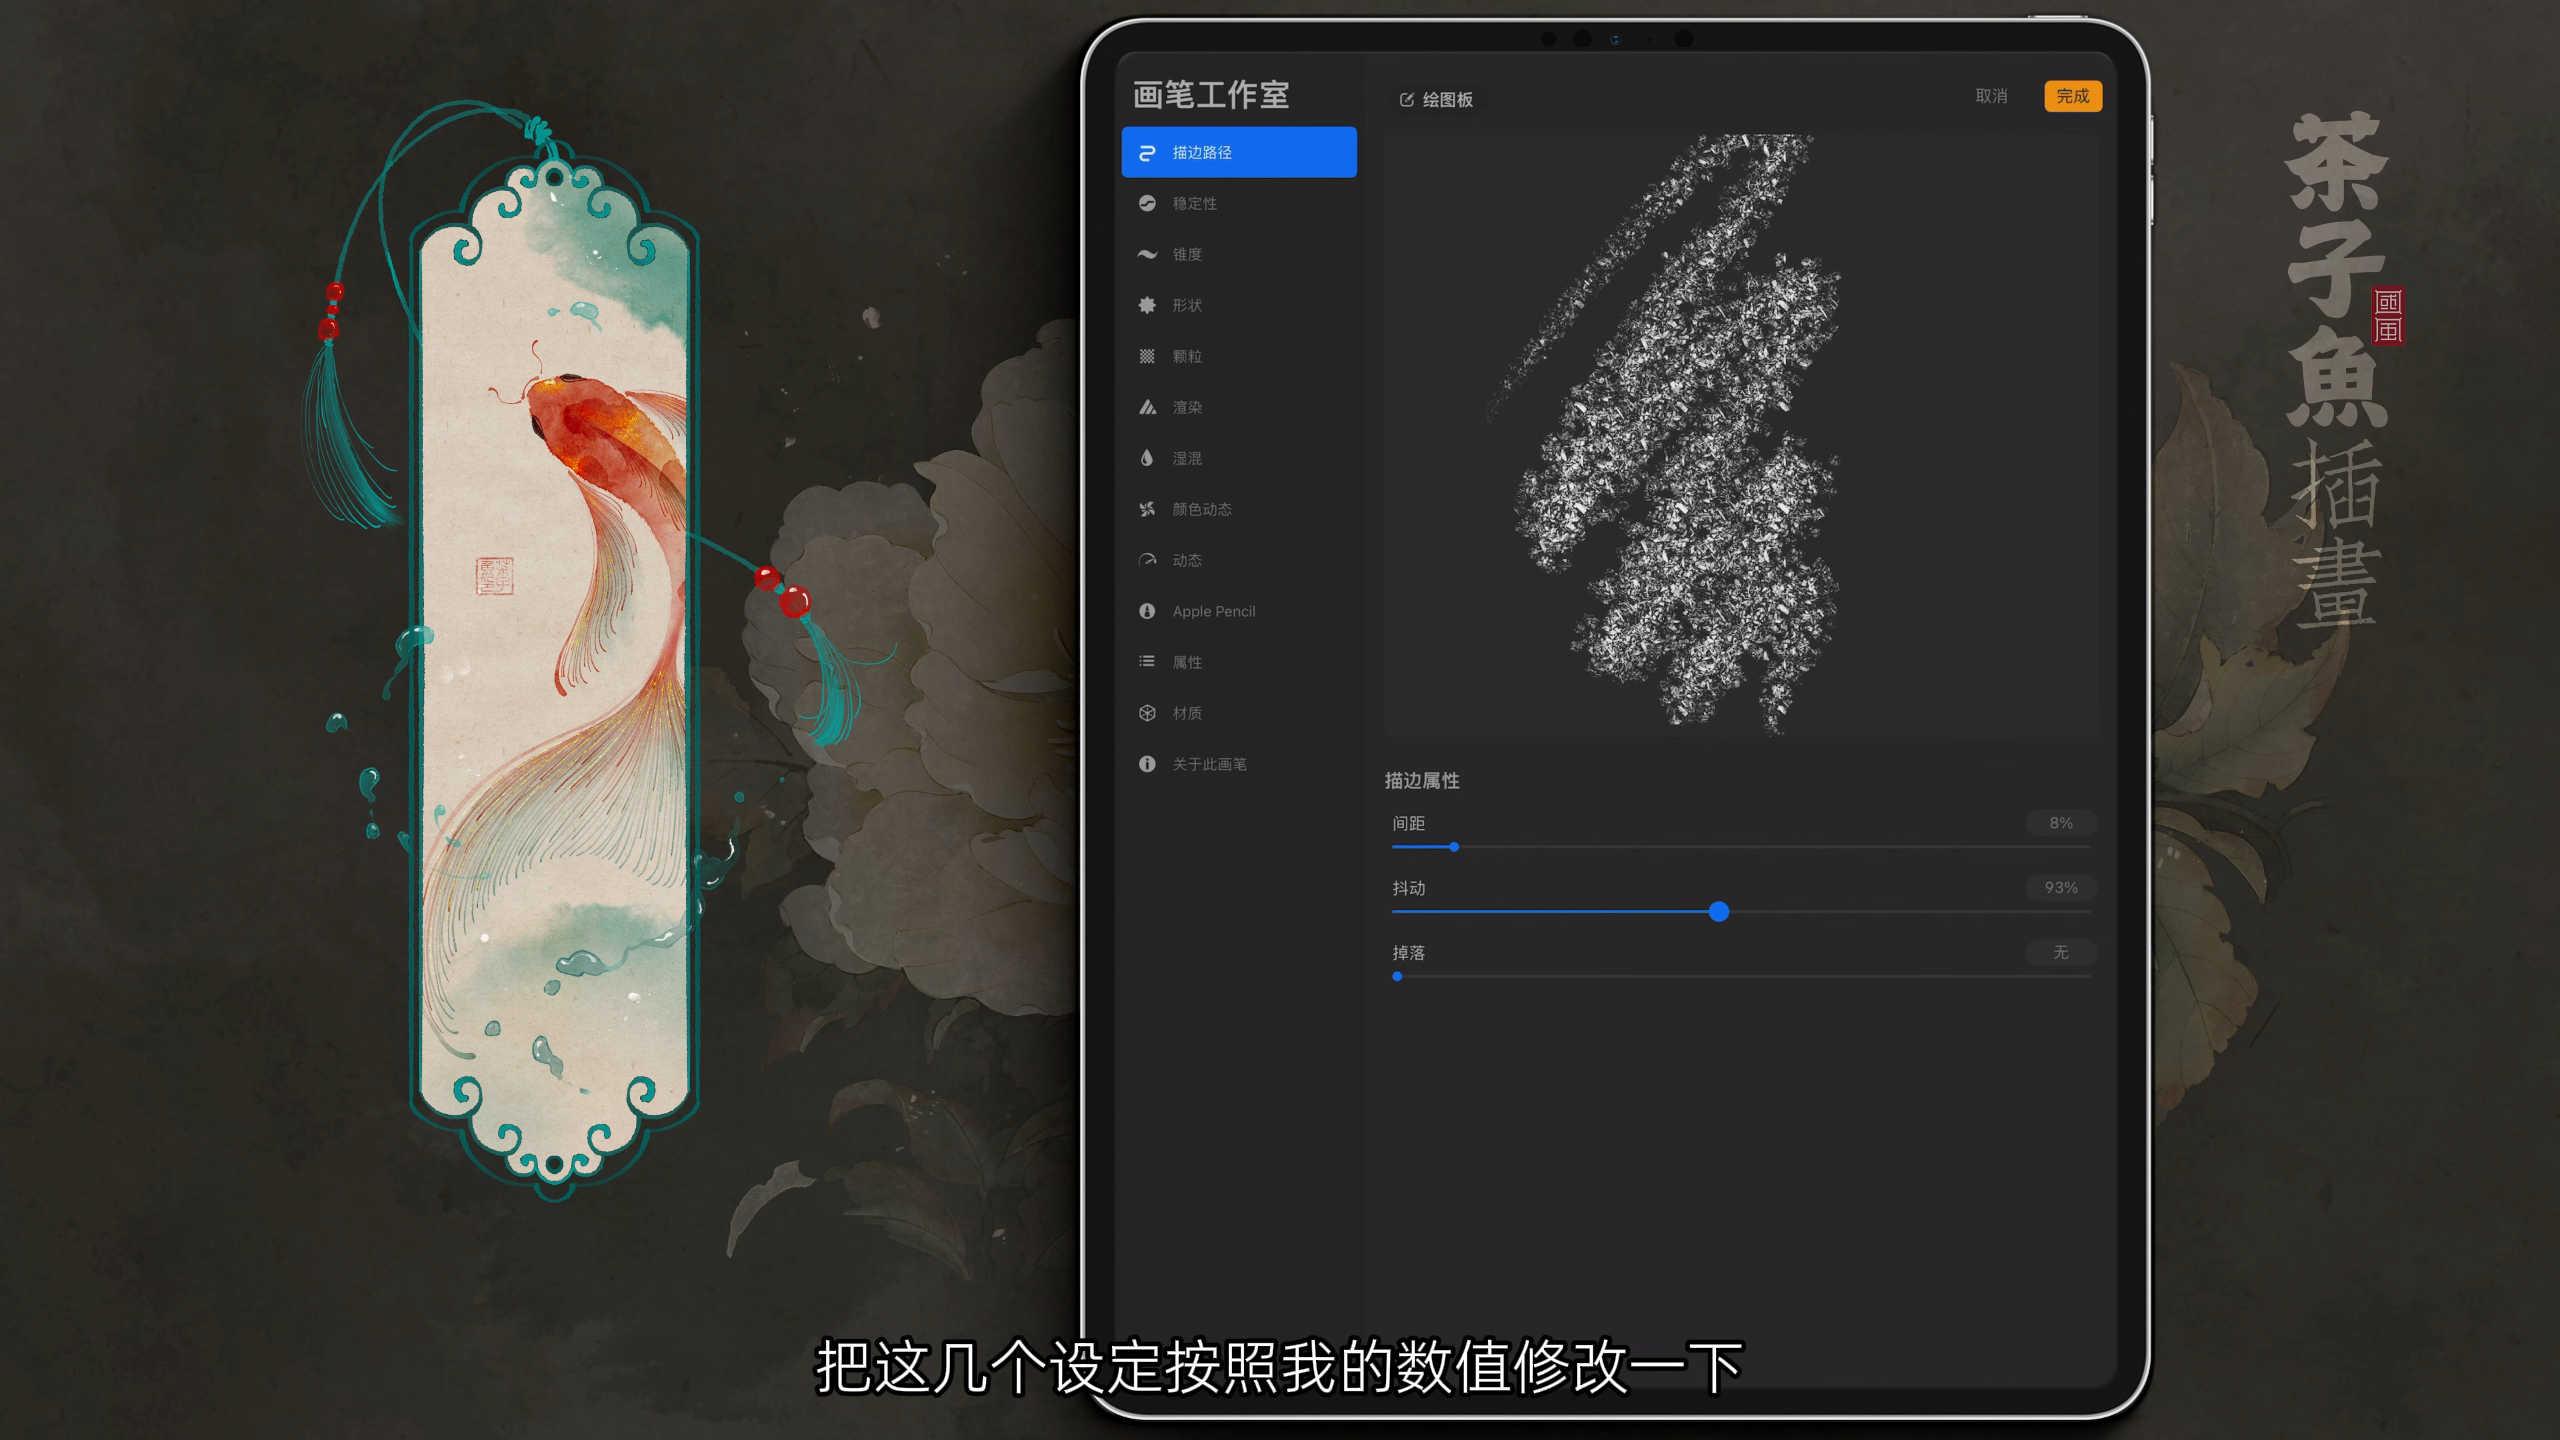 画笔工作室
描边路径
稳定性
锥度
形状
颗粒
渲染
湿混
颜色动态
动态
Apple Pencil
属性
材质
关于此画笔
绘图板
取消
完成
描边属性
间距
8%
抖动
93%
掉落
无
茶子魚插畫
把这几个设定按照我的数值修改一下